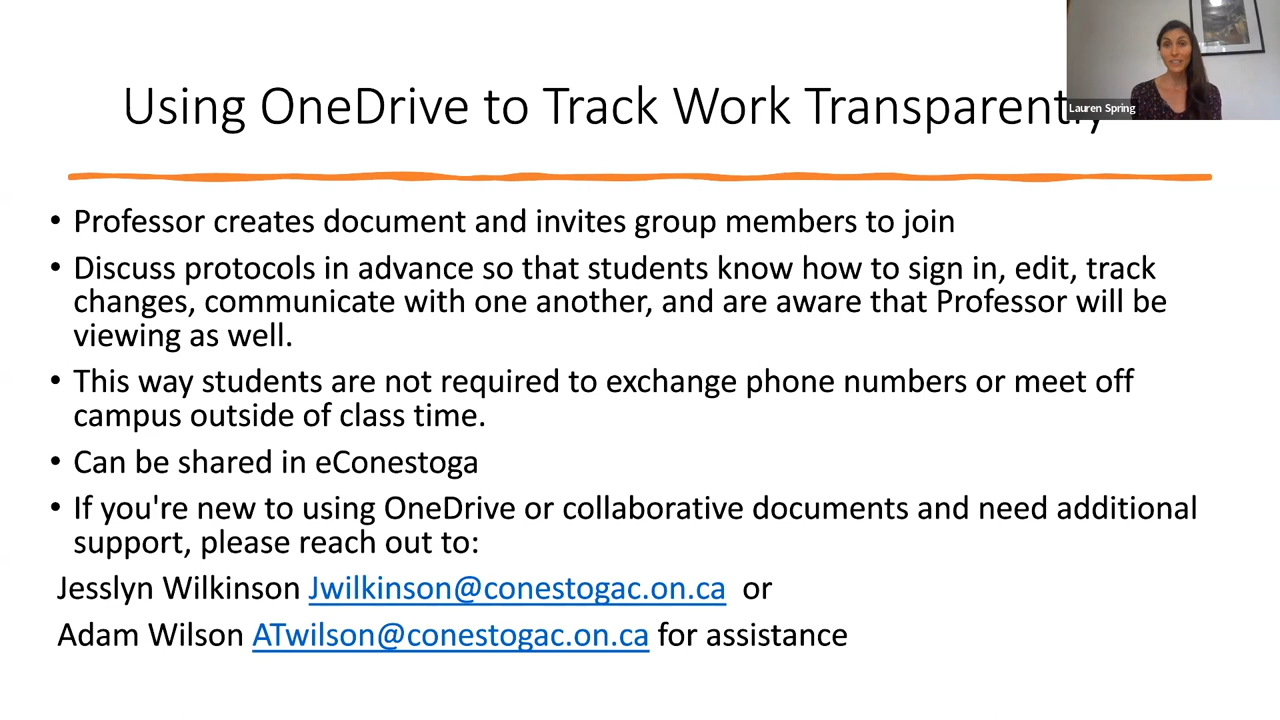 Using OneDrive to Track Work Transparently
Lauren Spring
• Professor creates document and invites group members to join
• Discuss protocols in advance so that students know how to sign in, edit, track
changes, communicate with one another, and are aware that Professor will be
viewing as well.
• This way students are not required to exchange phone numbers or meet off
campus outside of class time.
• Can be shared in eConestoga
• If you're new to using OneDrive or collaborative documents and need additional
support, please reach out to:
Jesslyn Wilkinson Jwilkinson@conestogac.on.ca or
Adam Wilson ATwilson@conestogac.on.ca for assistance